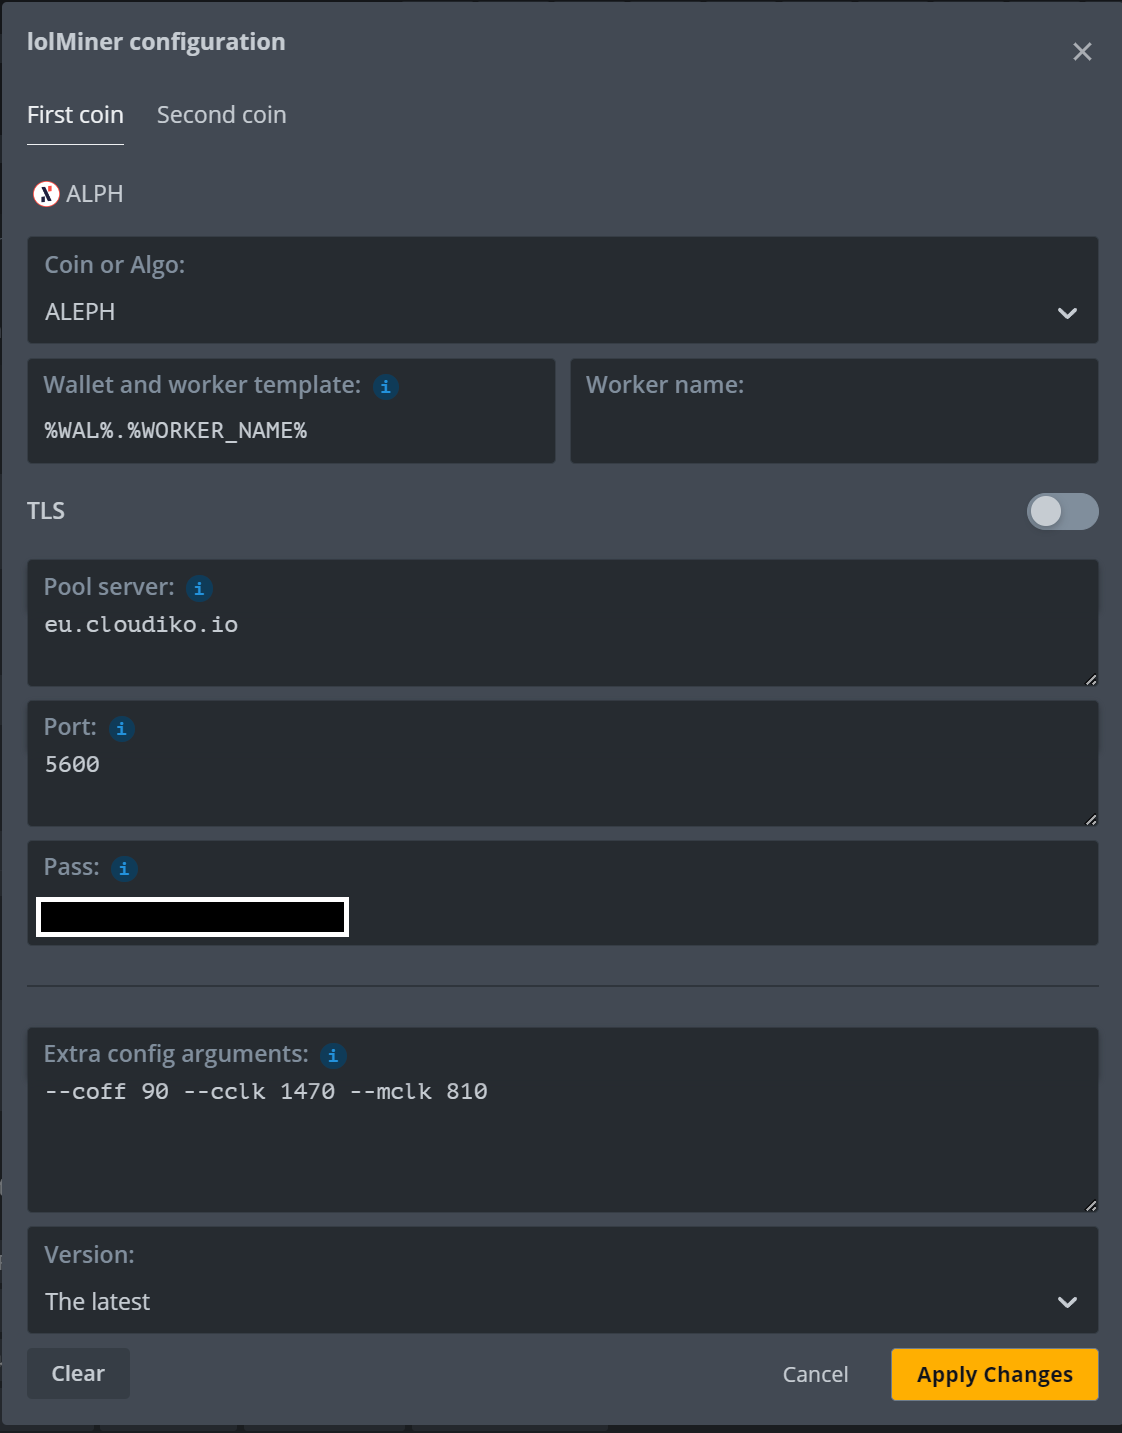 lolMiner configuration
First coin Second coin
ALPH
Coin or Algo:
ALEPH
Wallet and worker template: i
%WAL%.%WORKER_NAME%
Worker name:
TLS
Pool server: i
eu.cloudiko.io
Port: i
5600
Pass: i
Extra config arguments: i
--coff 90 --cclk 1470 --mclk 810
Version:
The latest
Clear Cancel Apply Changes